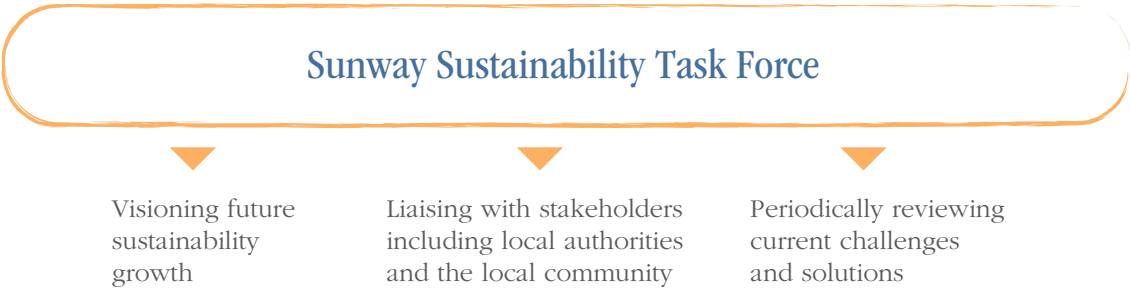 Sunway Sustainability Task Force
Visioning future
sustainability
growth
Liaising with stakeholders
including local authorities
and the local community
Periodically reviewing
current challenges
and solutions